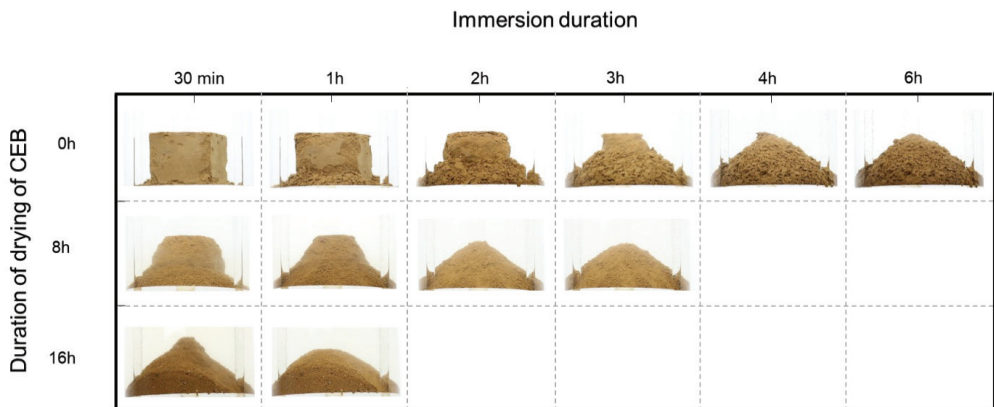 Immersion duration
30 min 1h 2h 3h 4h 6h
Duration of drying of CEB
0h
8h
16h